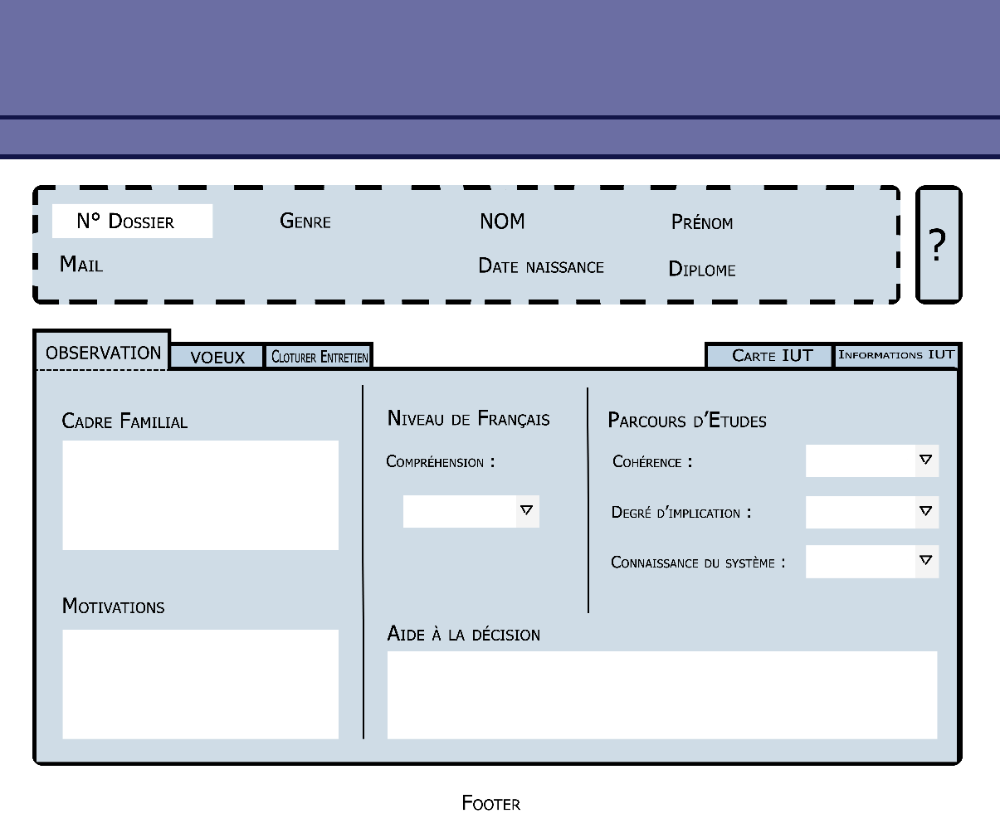 N° Dossier
Genre
NOM
Prénom
?
Mail
Date naissance
Diplome
OBSERVATION
VOEUX
Cloturer Entretien
Carte IUT
Informations IUT
Cadre Familial
Niveau de Français
Parcours d'Etudes
Compréhension :
Cohérence :
Degré d'implication :
Connaissance du système :
Motivations
Aide à la décision
Footer